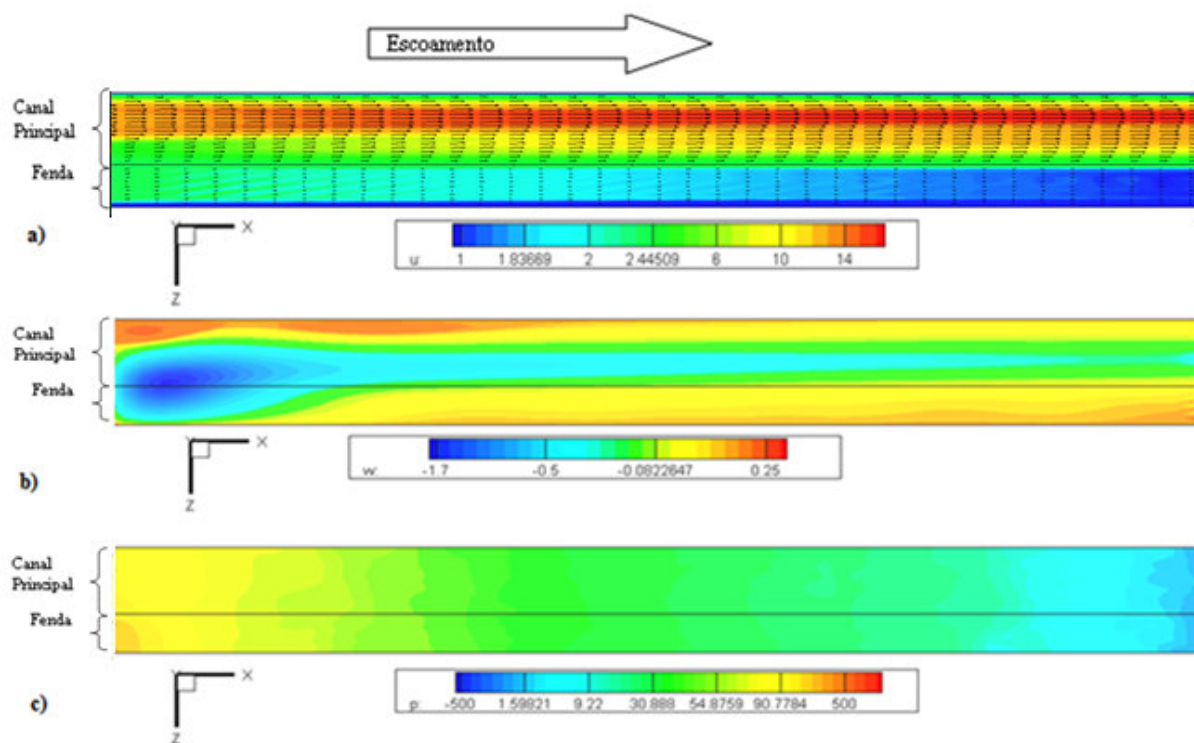 Escoamento
Canal
Principal
Fenda
a)
X
Z
u:
1 1.83669 2 2.44509 6 10 14
Canal
Principal
Fenda
b)
X
Z
w:
-1.7 -0.5 -0.0822647 0.25
Canal
Principal
Fenda
c)
X
Z
p:
-500 1.59821 9.22 30.888 54.8759 90.7784 500